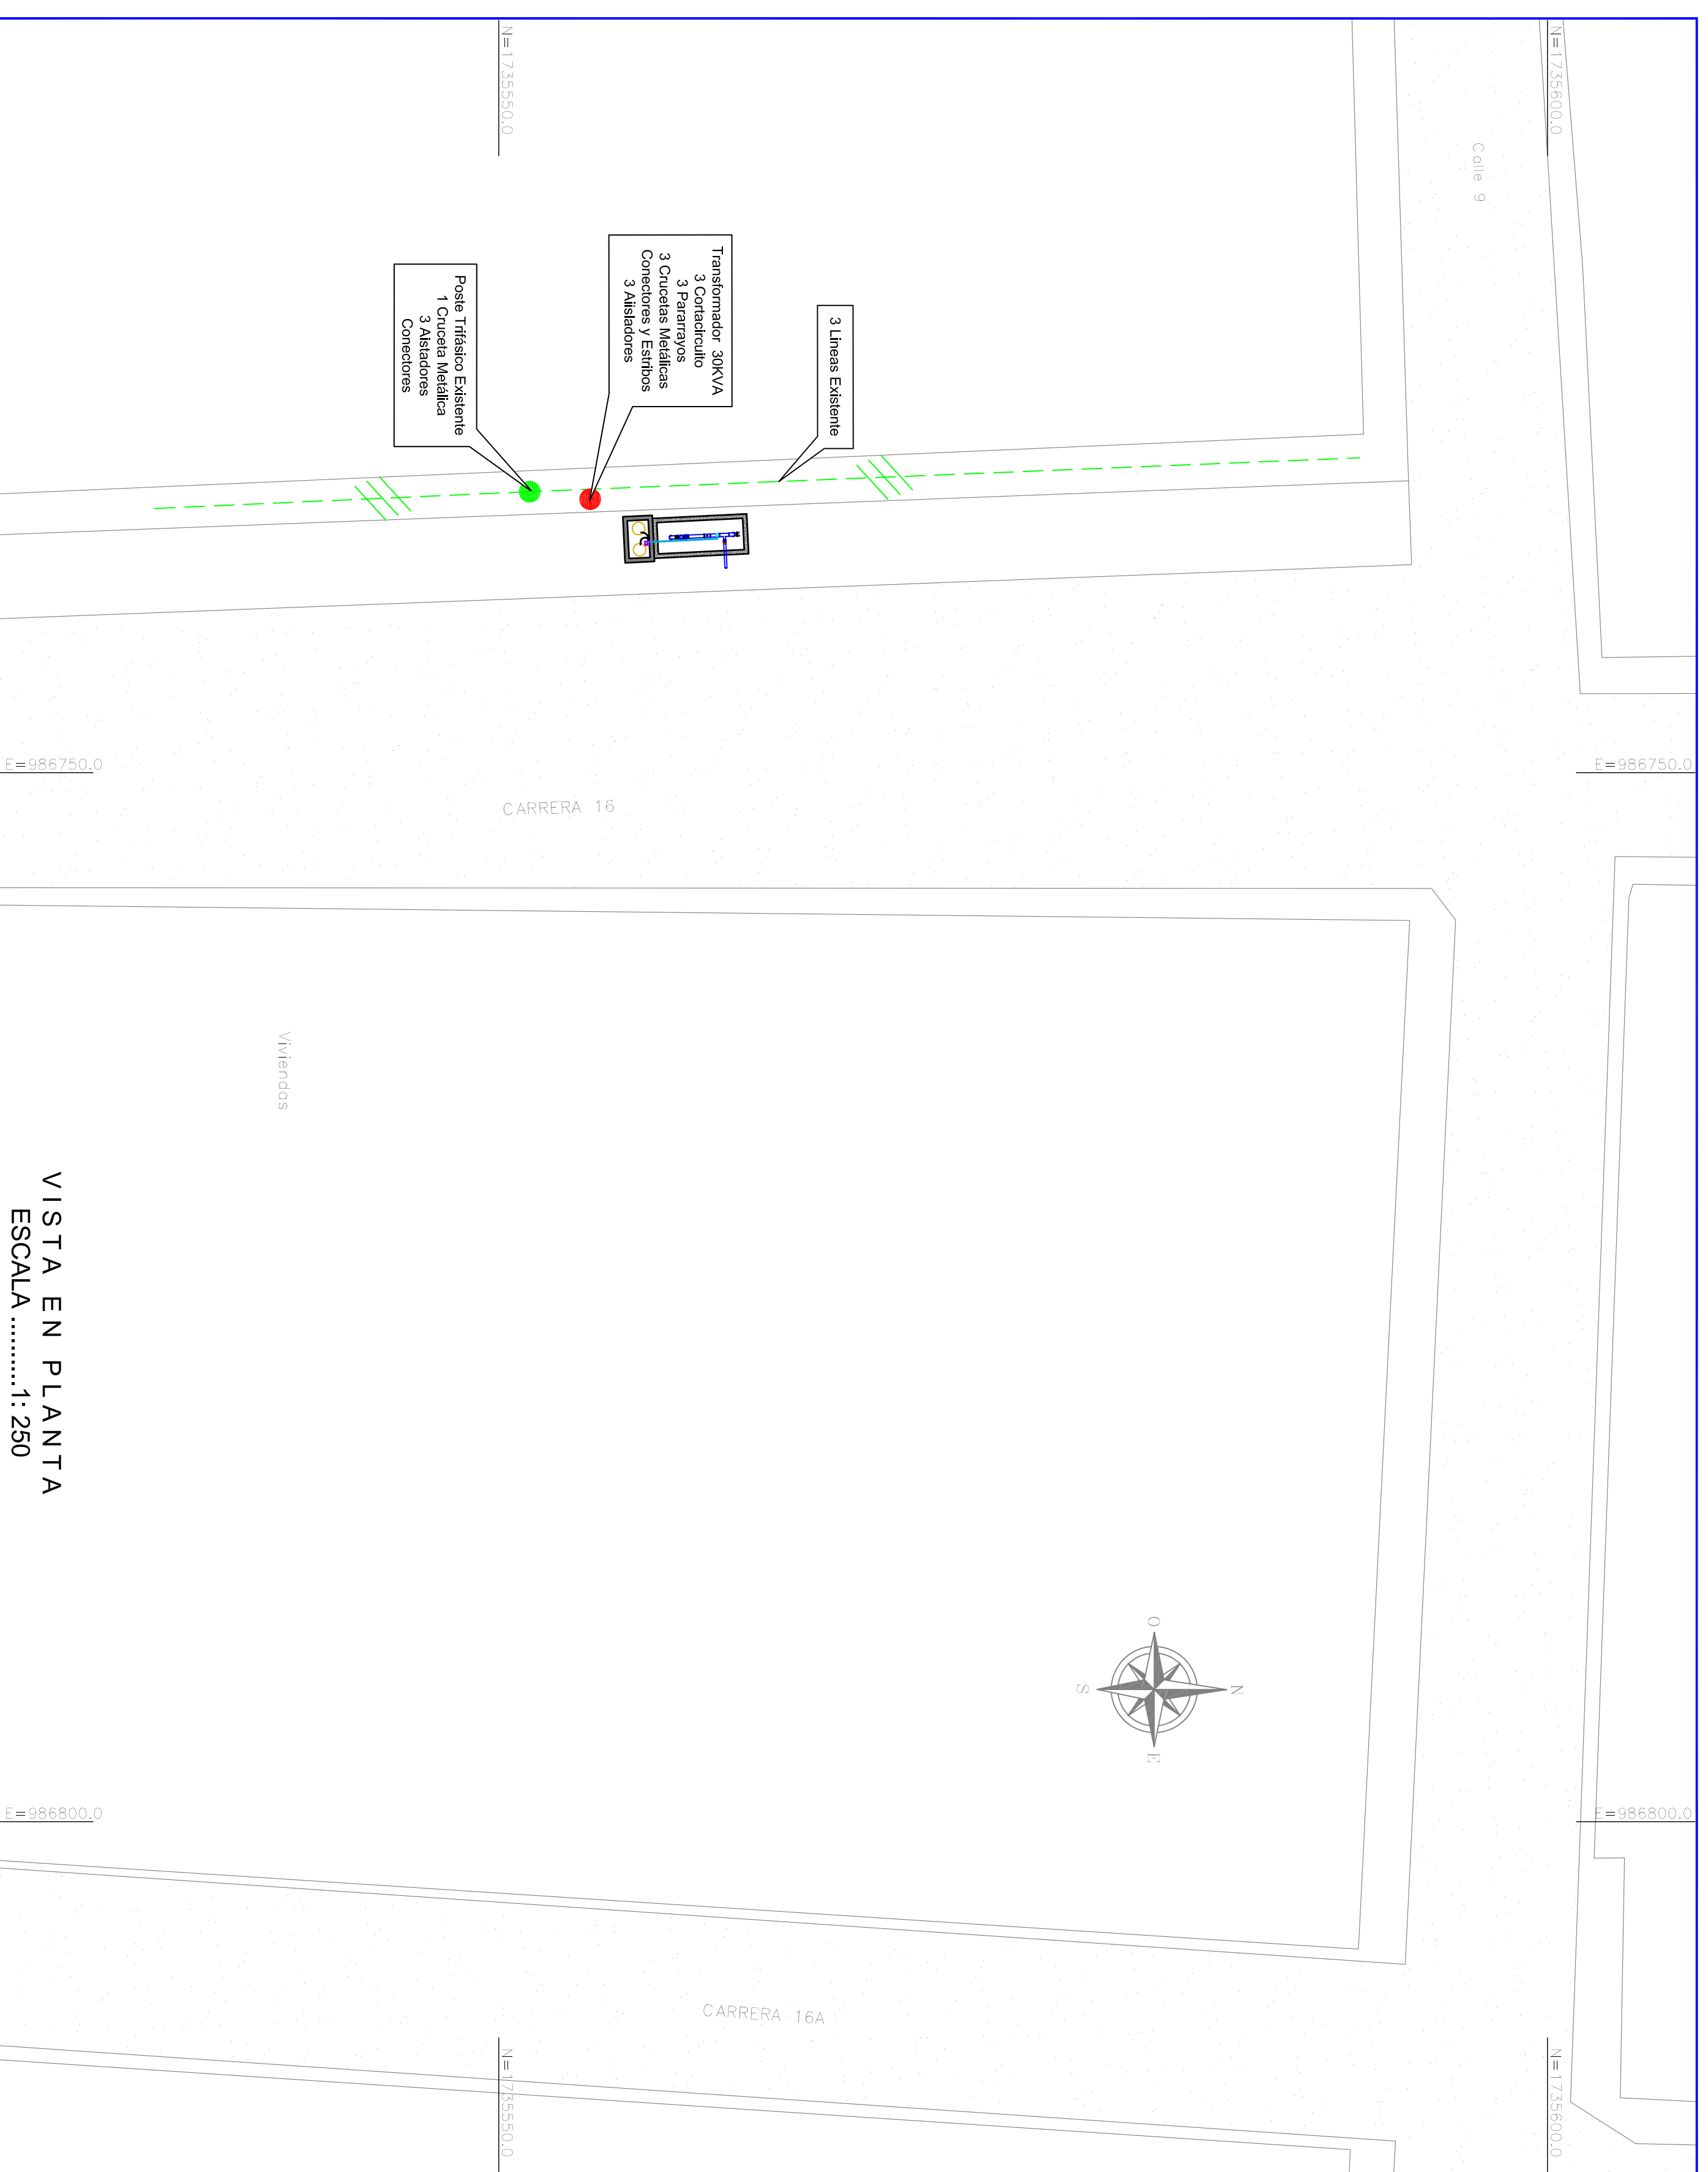 N=1735600.0
N=1735600.0
Calle 9
3 Lineas Existente
Transformador 30KVA
3 Cortacircuito
3 Pararrayos
3 Crucetas Metálicas
Conectores y Estribos
3 Aiisladores
N=1735550.0
N=1735550.0
Poste Trifásico Existente
1 Cruceta Metálica
3 Aistadores
Conectores
E=986750.0
E=986750.0
CARRERA 16
Viviendas
N
O
E
S
E=986800.0
E=986800.0
CARRERA 16A
VISTA EN PLANTA
ESCALA ..........1: 250